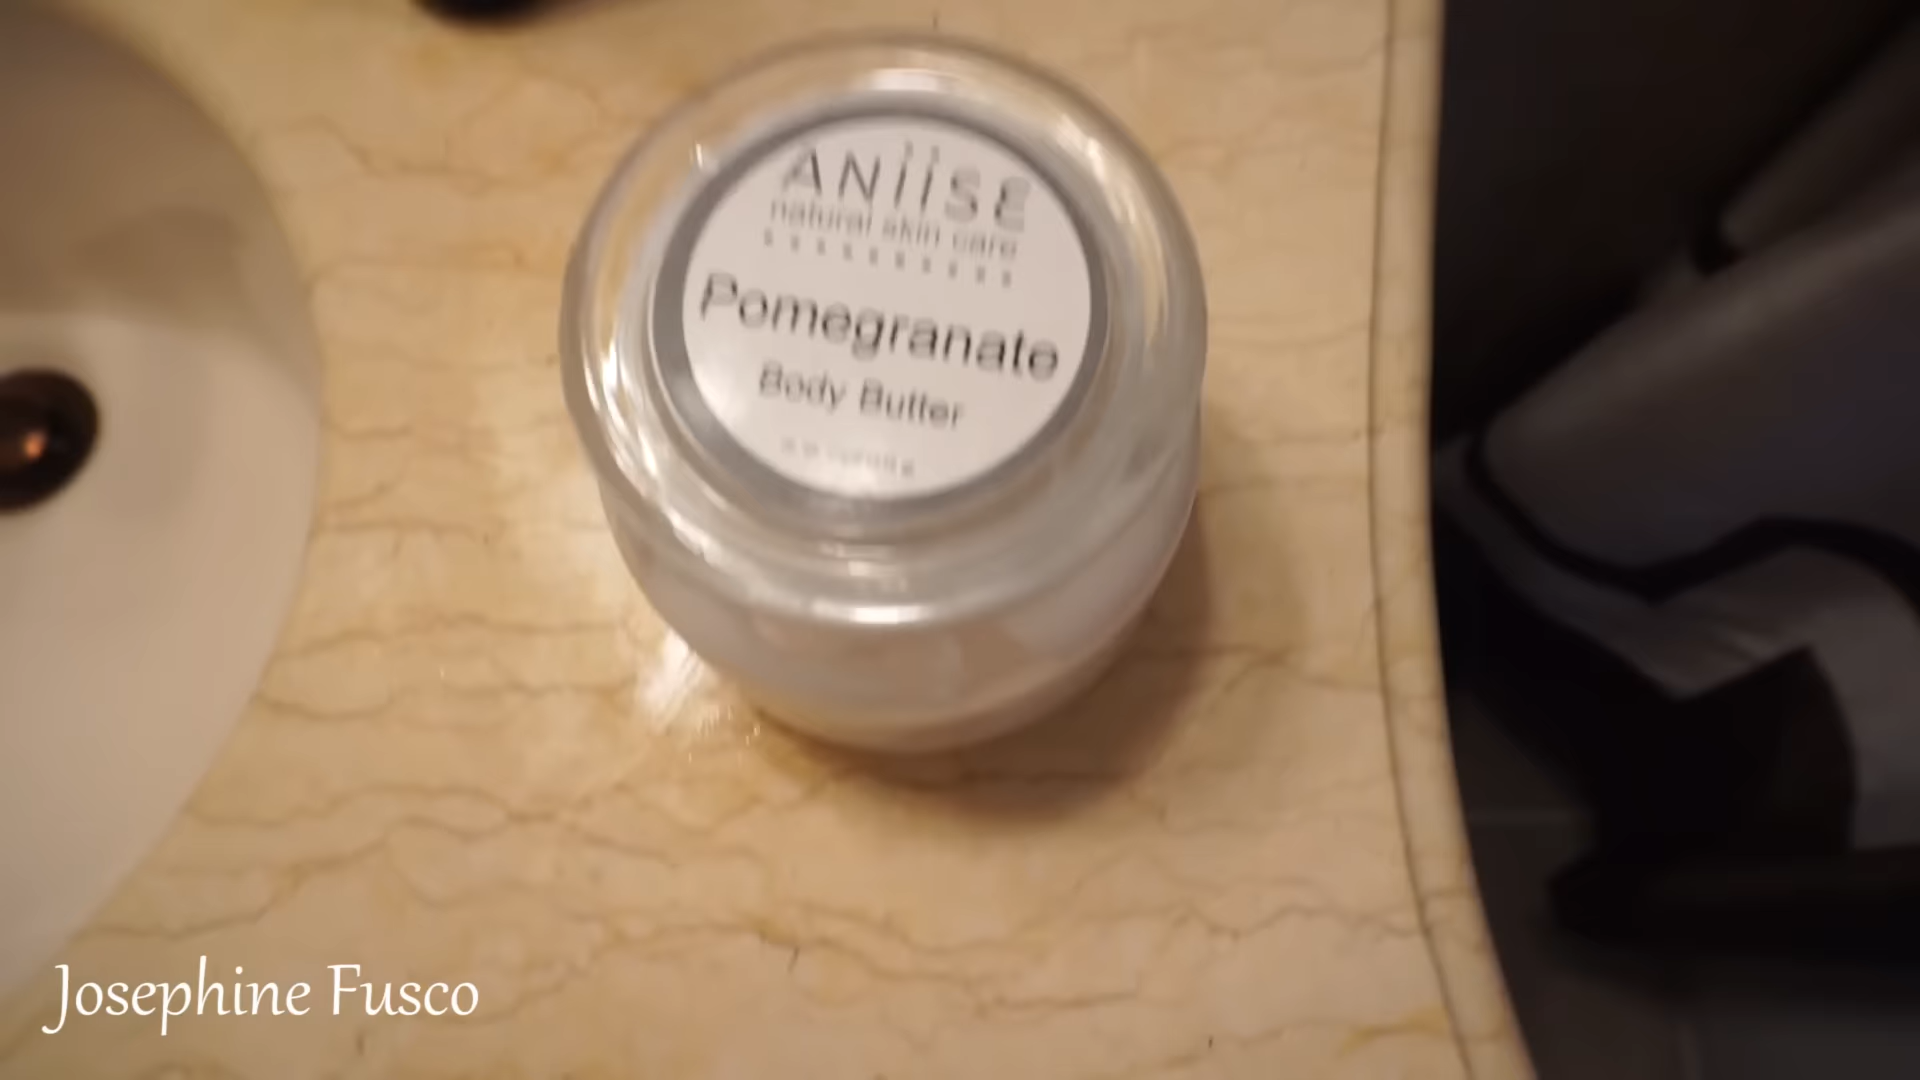 ANiiSE
natural skin care
Pomegranate
Body Butter
Josephine Fusco